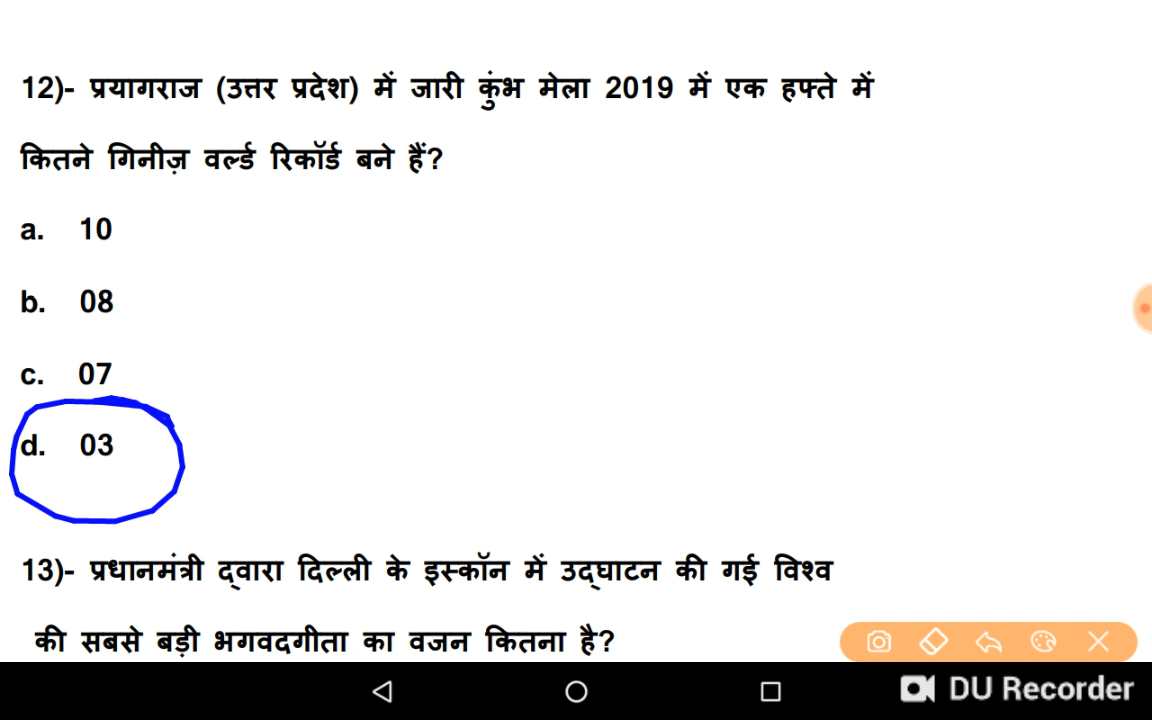 12)- प्रयागराज (उत्तर प्रदेश) में जारी कुंभ मेला 2019 में एक हफ्ते में
कितने गिनीज़ वर्ल्ड रिकॉर्ड बने हैं?
a. 10
b. 08
c. 07
d. 03
13)- प्रधानमंत्री द्वारा दिल्ली के इस्कॉन में उद्घाटन की गई विश्व
की सबसे बड़ी भगवदगीता का वजन कितना है?
DU Recorder